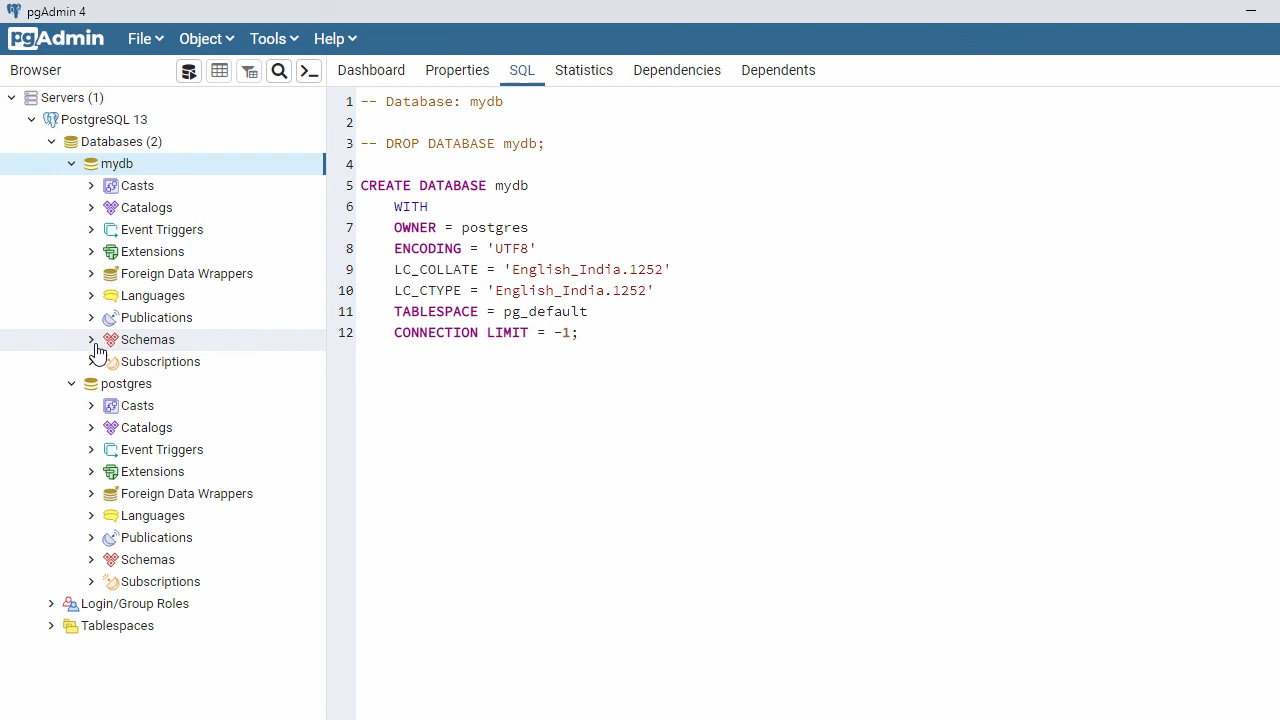 pgAdmin 4
pgAdmin File Object Tools Help
Browser Dashboard Properties SQL Statistics Dependencies Dependents
Servers (1)
PostgreSQL 13
Databases (2)
mydb
Casts
Catalogs
Event Triggers
Extensions
Foreign Data Wrappers
Languages
Publications
Schemas
Subscriptions
postgres
Casts
Catalogs
Event Triggers
Extensions
Foreign Data Wrappers
Languages
Publications
Schemas
Subscriptions
Login/Group Roles
Tablespaces
1 -- Database: mydb
2
3 -- DROP DATABASE mydb;
4
5 CREATE DATABASE mydb
6 WITH
7 OWNER = postgres
8 ENCODING = 'UTF8'
9 LC_COLLATE = 'English_India.1252'
10 LC_CTYPE = 'English_India.1252'
11 TABLESPACE = pg_default
12 CONNECTION LIMIT = -1;